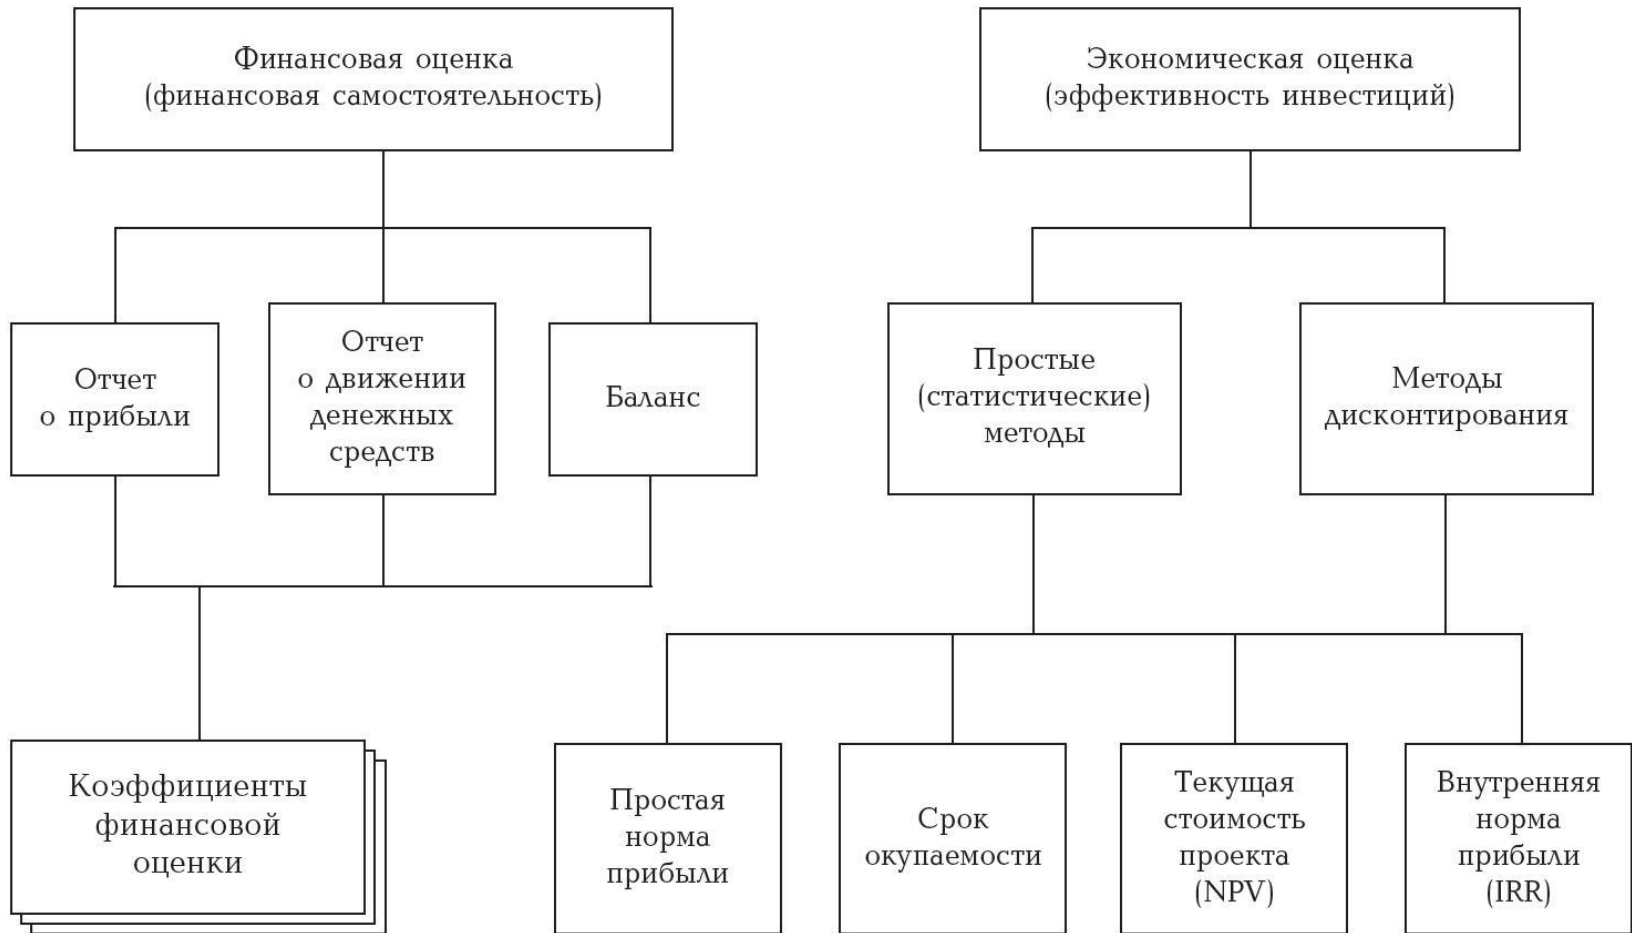 Финансовая оценка
(финансовая самостоятельность)
Экономическая оценка
(эффективность инвестиций)
Отчет
о прибыли
Отчет
о движении
денежных
средств
Баланс
Простые
(статистические)
методы
Методы
дисконтирования
Коэффициенты
финансовой
оценки
Простая
норма
прибыли
Срок
окупаемости
Текущая
стоимость
проекта
(NPV)
Внутренняя
норма
прибыли
(IRR)